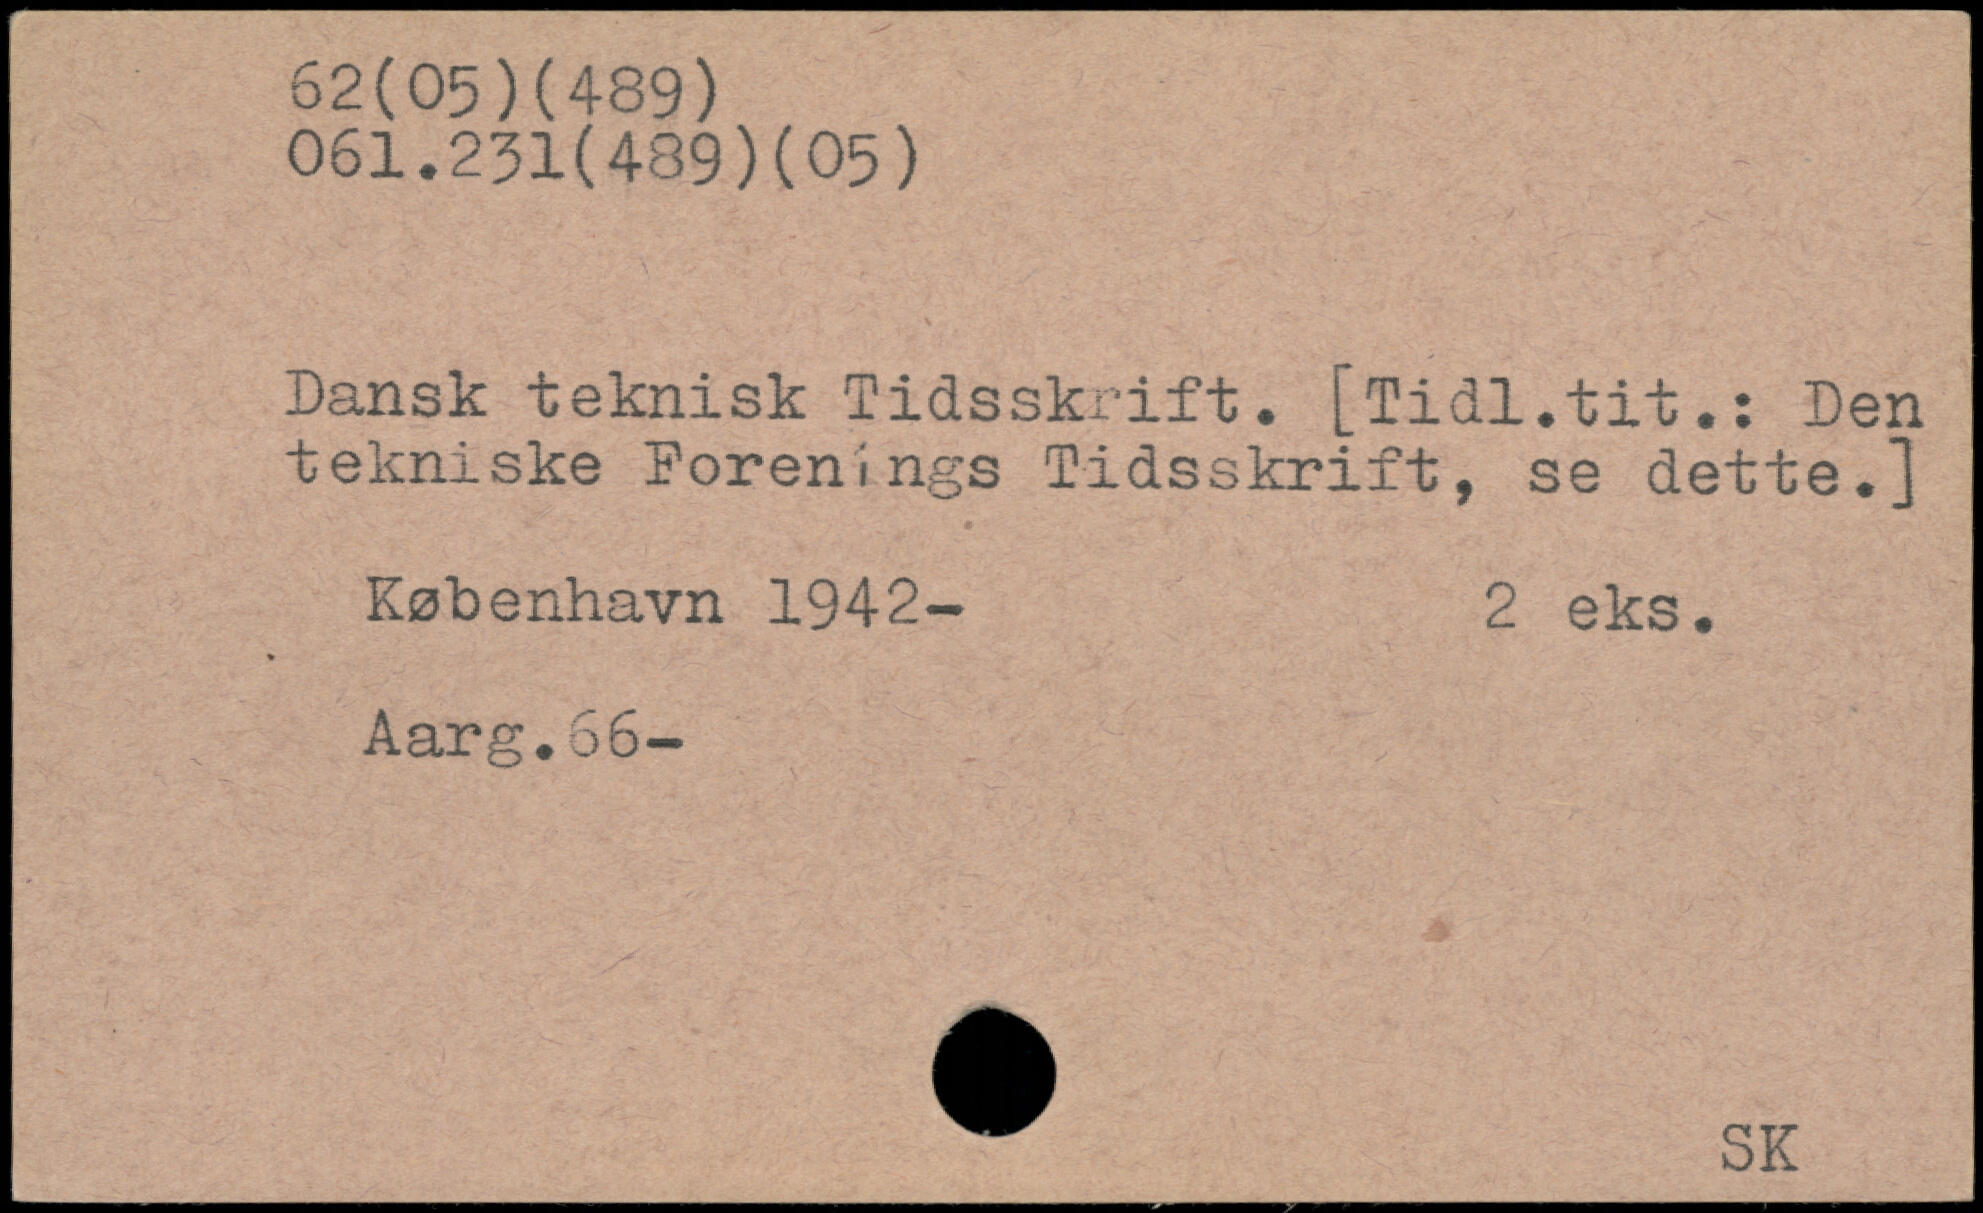 62(05)(489)
061.231(489)(05)
Dansk teknisk Tidsskrift. [Tidl.tit.: Den
tekniske Forenings Tidsskrift, se dette.]
København 1942- 2 eks.
Aarg.66-
SK